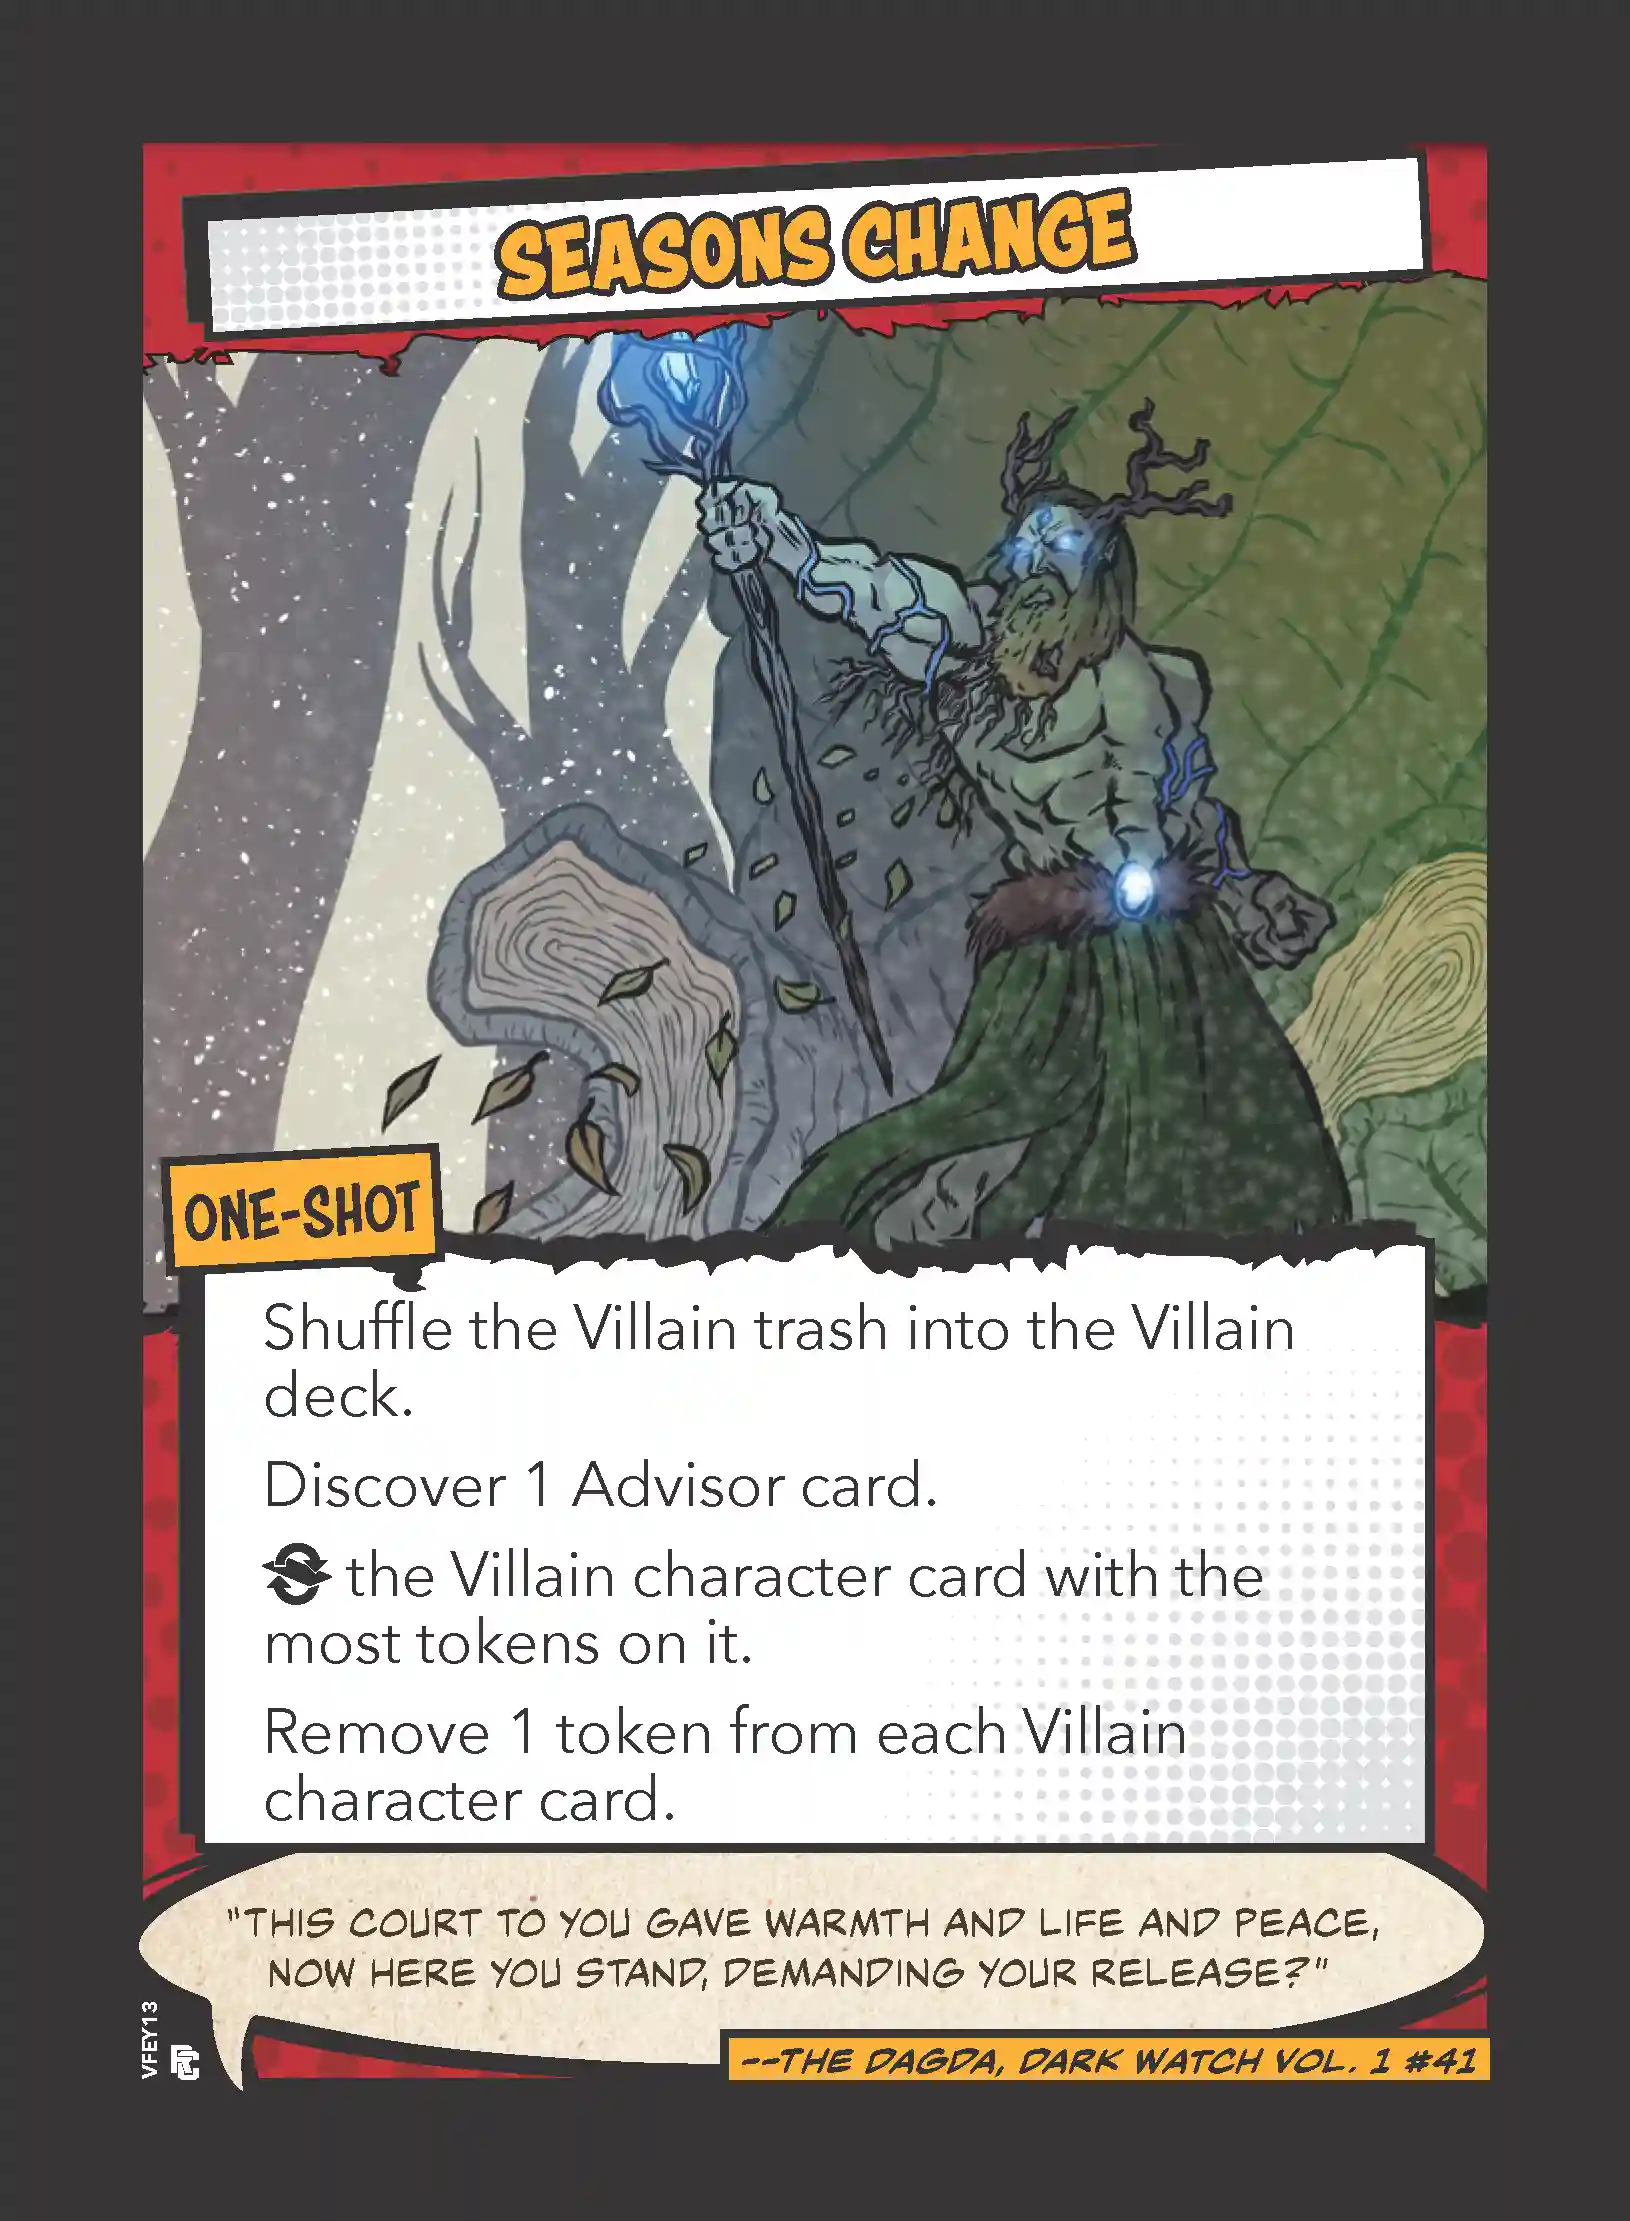 SEASONS CHANGE
ONE-SHOT
Shuffle the Villain trash into the Villain
deck.
Discover 1 Advisor card.
the Villain character card with the
most tokens on it.
Remove 1 token from each Villain
character card.
"THIS COURT TO YOU GAVE WARMTH AND LIFE AND PEACE,
NOW HERE YOU STAND, DEMANDING YOUR RELEASE?"
--THE DAGDA, DARK WATCH VOL. 1 #41
VFEY13